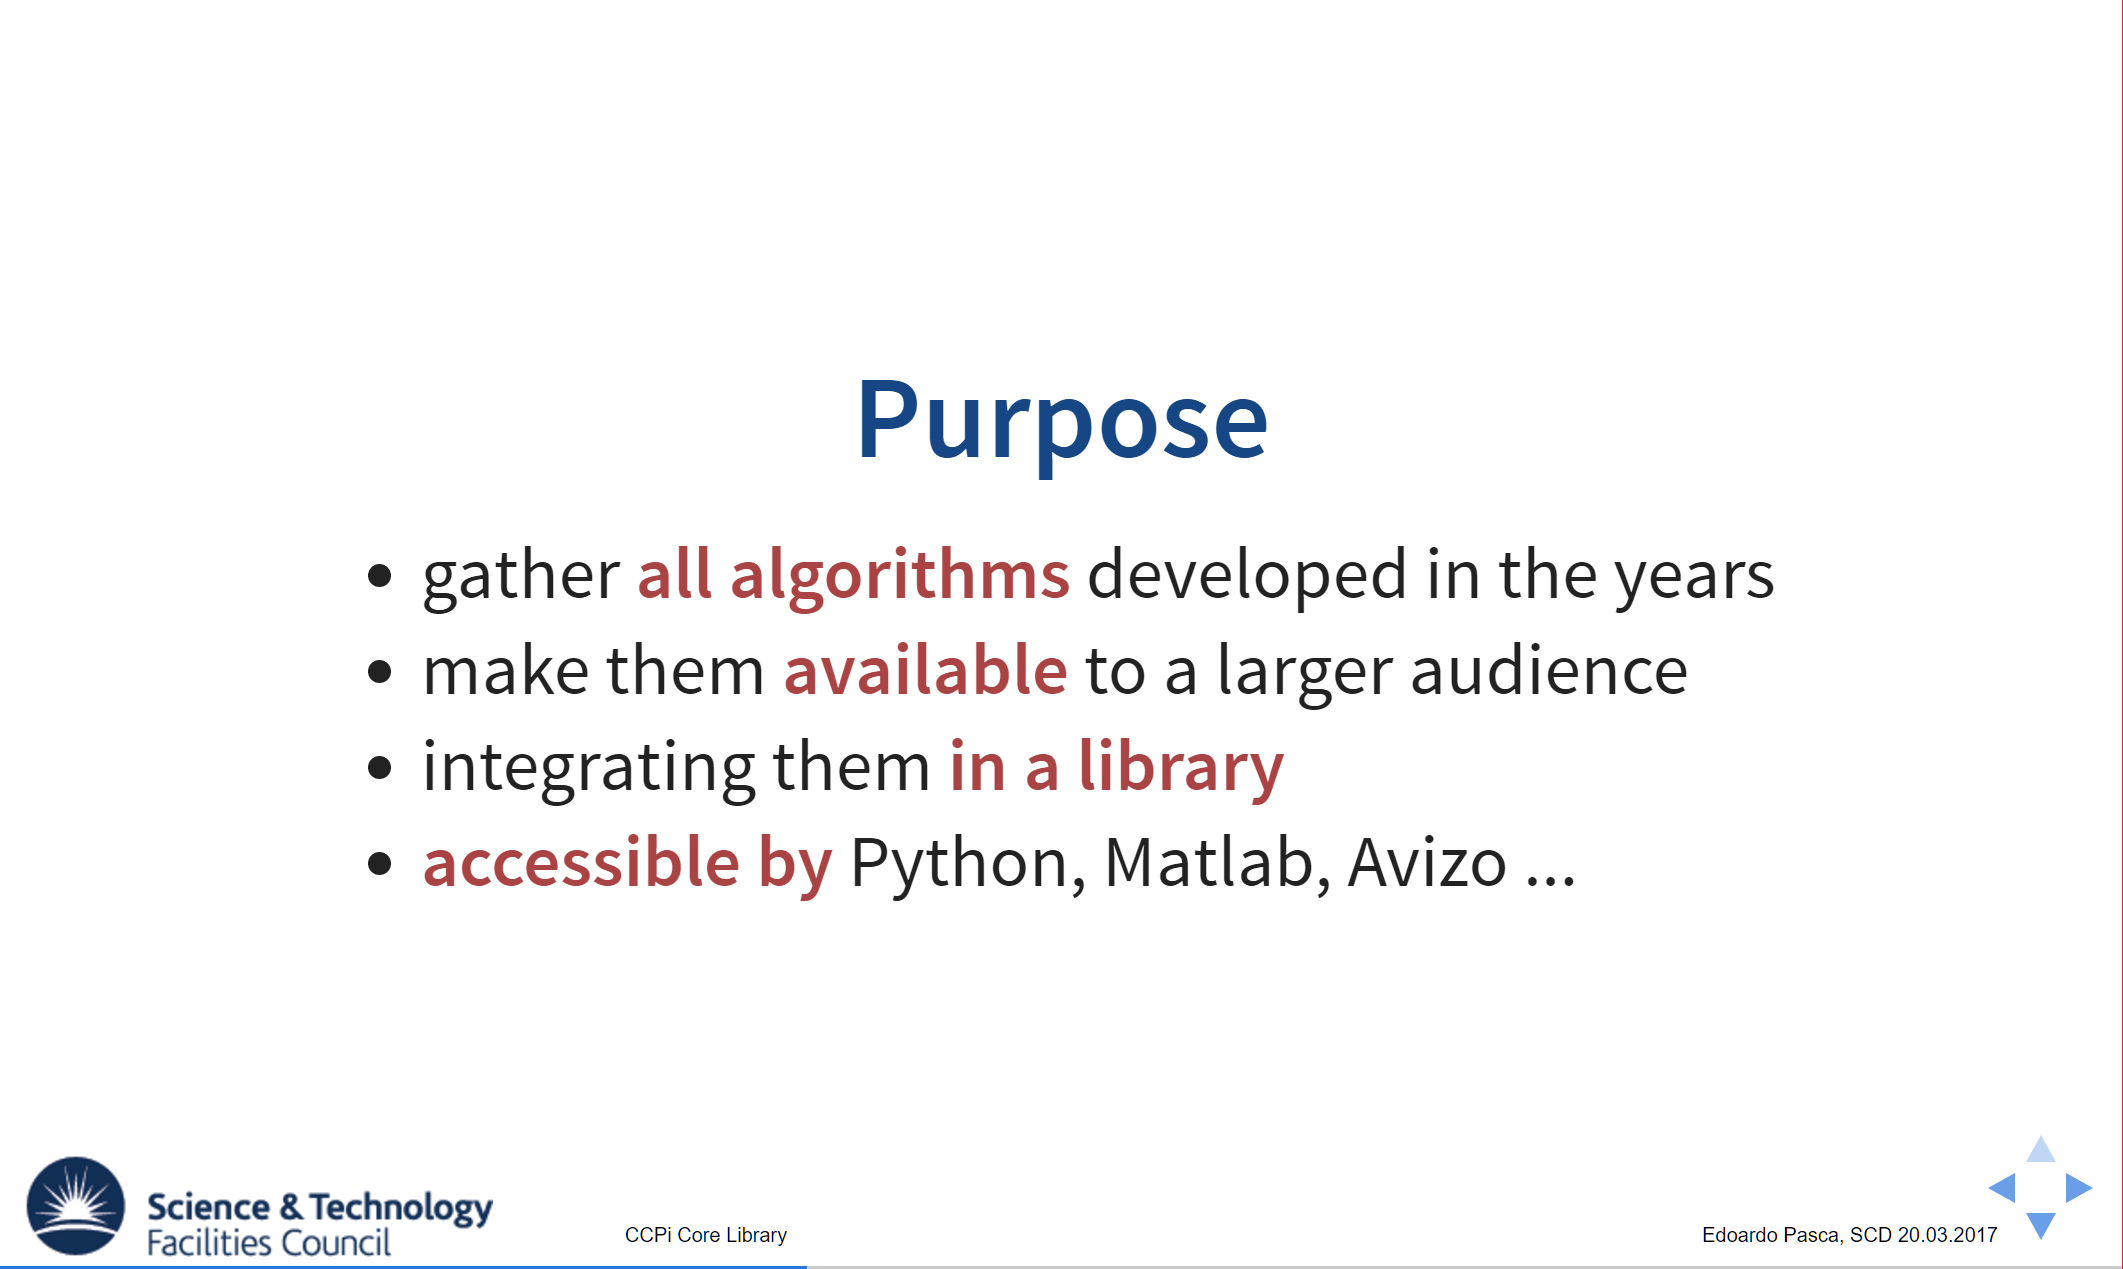 Purpose
gather all algorithms developed in the years
make them available to a larger audience
integrating them in a library
accessible by Python, Matlab, Avizo ...
Science & Technology
Facilities Council
CCPi Core Library
Edoardo Pasca, SCD 20.03.2017